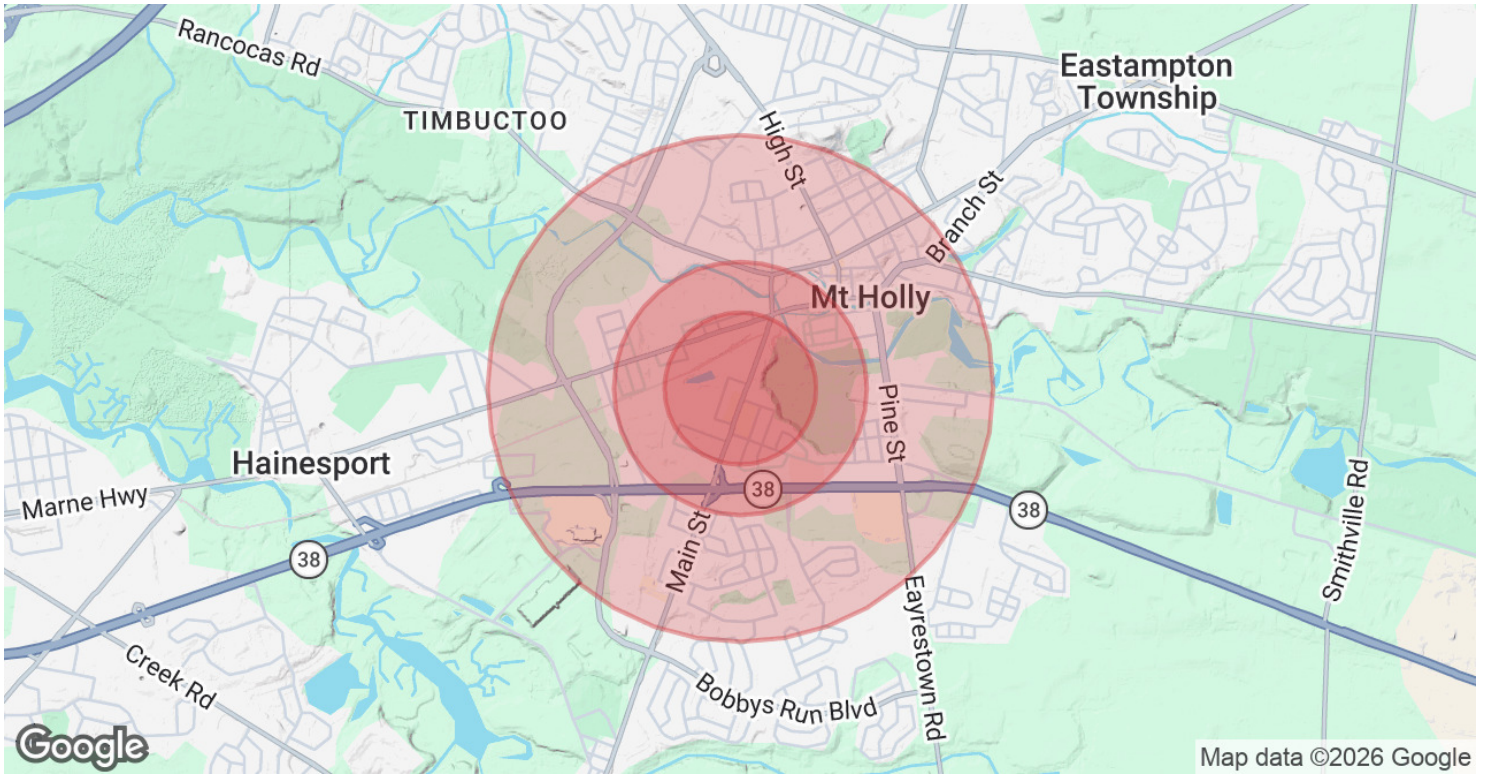 Rancocas Rd
TIMBUCTOO
High St
Eastampton
Township
Branch St
Mt Holly
Hainesport
Marne Hwy
Pine St
38
38
38
Main St
Smithville Rd
Creek Rd
Eayrestown Rd
Bobbys Run Blvd
Google
Map data ©2026 Google